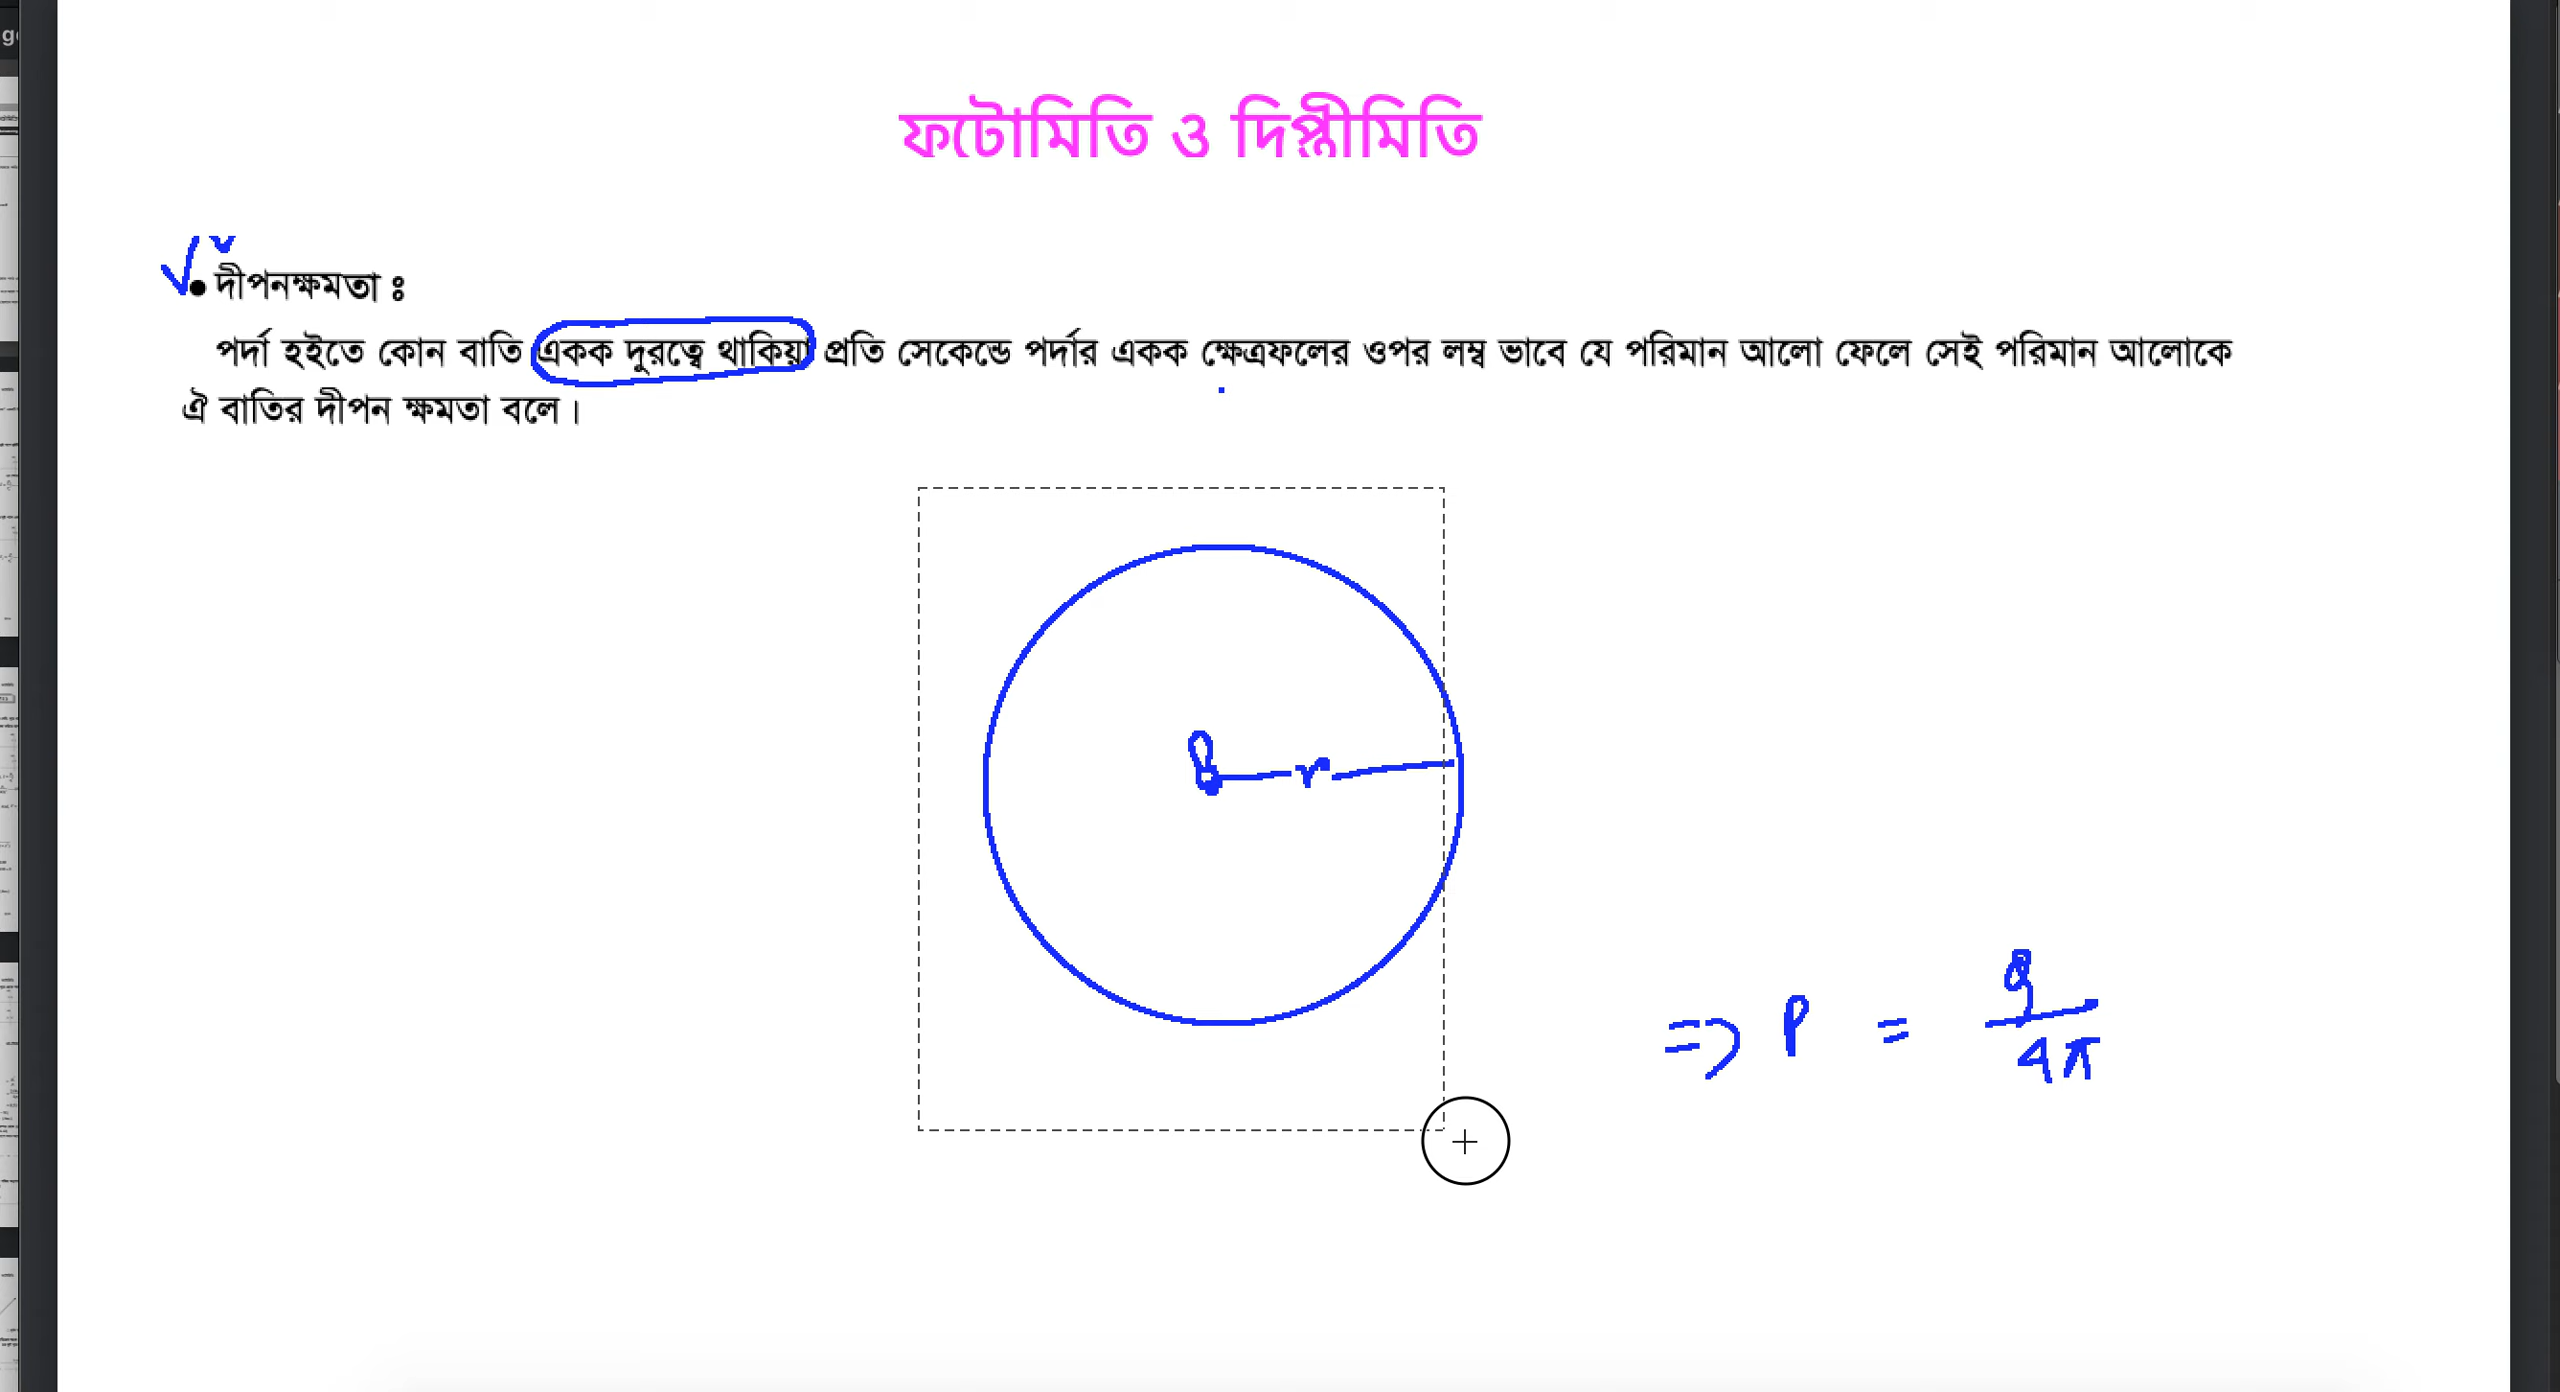 ফটোমিতি ও দিপ্তীমিতি
• দীপনক্ষমতা ঃ
পর্দা হইতে কোন বাতি একক দুরত্বে থাকিয়া প্রতি সেকেন্ডে পর্দার একক ক্ষেত্রফলের ওপর লম্ব ভাবে যে পরিমান আলো ফেলে সেই পরিমান আলোকে
ঐ বাতির দীপন ক্ষমতা বলে।
r
⇒ P = Q/4π